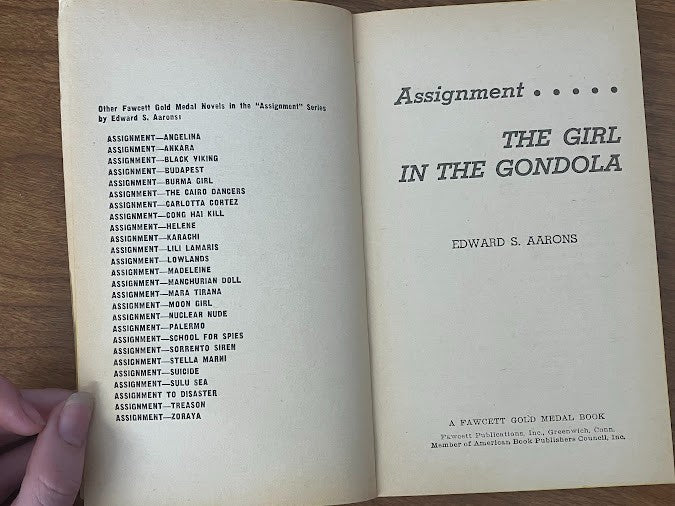 Other Fawcett Gold Medal Novels in the "Assignment" Series
by Edward S. Aarons:
ASSIGNMENT—ANGELINA
ASSIGNMENT—ANKARA
ASSIGNMENT—BLACK VIKING
ASSIGNMENT—BUDAPEST
ASSIGNMENT—BURMA GIRL
ASSIGNMENT—THE CAIRO DANCERS
ASSIGNMENT—CARLOTTA CORTEZ
ASSIGNMENT—CONG HAI KILL
ASSIGNMENT—HELENE
ASSIGNMENT—KARACHI
ASSIGNMENT—LILI LAMARIS
ASSIGNMENT—LOWLANDS
ASSIGNMENT—MADELEINE
ASSIGNMENT—MANCHURIAN DOLL
ASSIGNMENT—MARA TIRANA
ASSIGNMENT—MOON GIRL
ASSIGNMENT—NUCLEAR NUDE
ASSIGNMENT—PALERMO
ASSIGNMENT—SCHOOL FOR SPIES
ASSIGNMENT—SORRENTO SIREN
ASSIGNMENT—STELLA MARNI
ASSIGNMENT—SUICIDE
ASSIGNMENT—SULU SEA
ASSIGNMENT TO DISASTER
ASSIGNMENT—TREASON
ASSIGNMENT—ZORAYA
Assignment . . . . .
THE GIRL
IN THE GONDOLA
EDWARD S. AARONS
A FAWCETT GOLD MEDAL BOOK
Fawcett Publications, Inc., Greenwich, Conn.
Member of American Book Publishers Council, Inc.